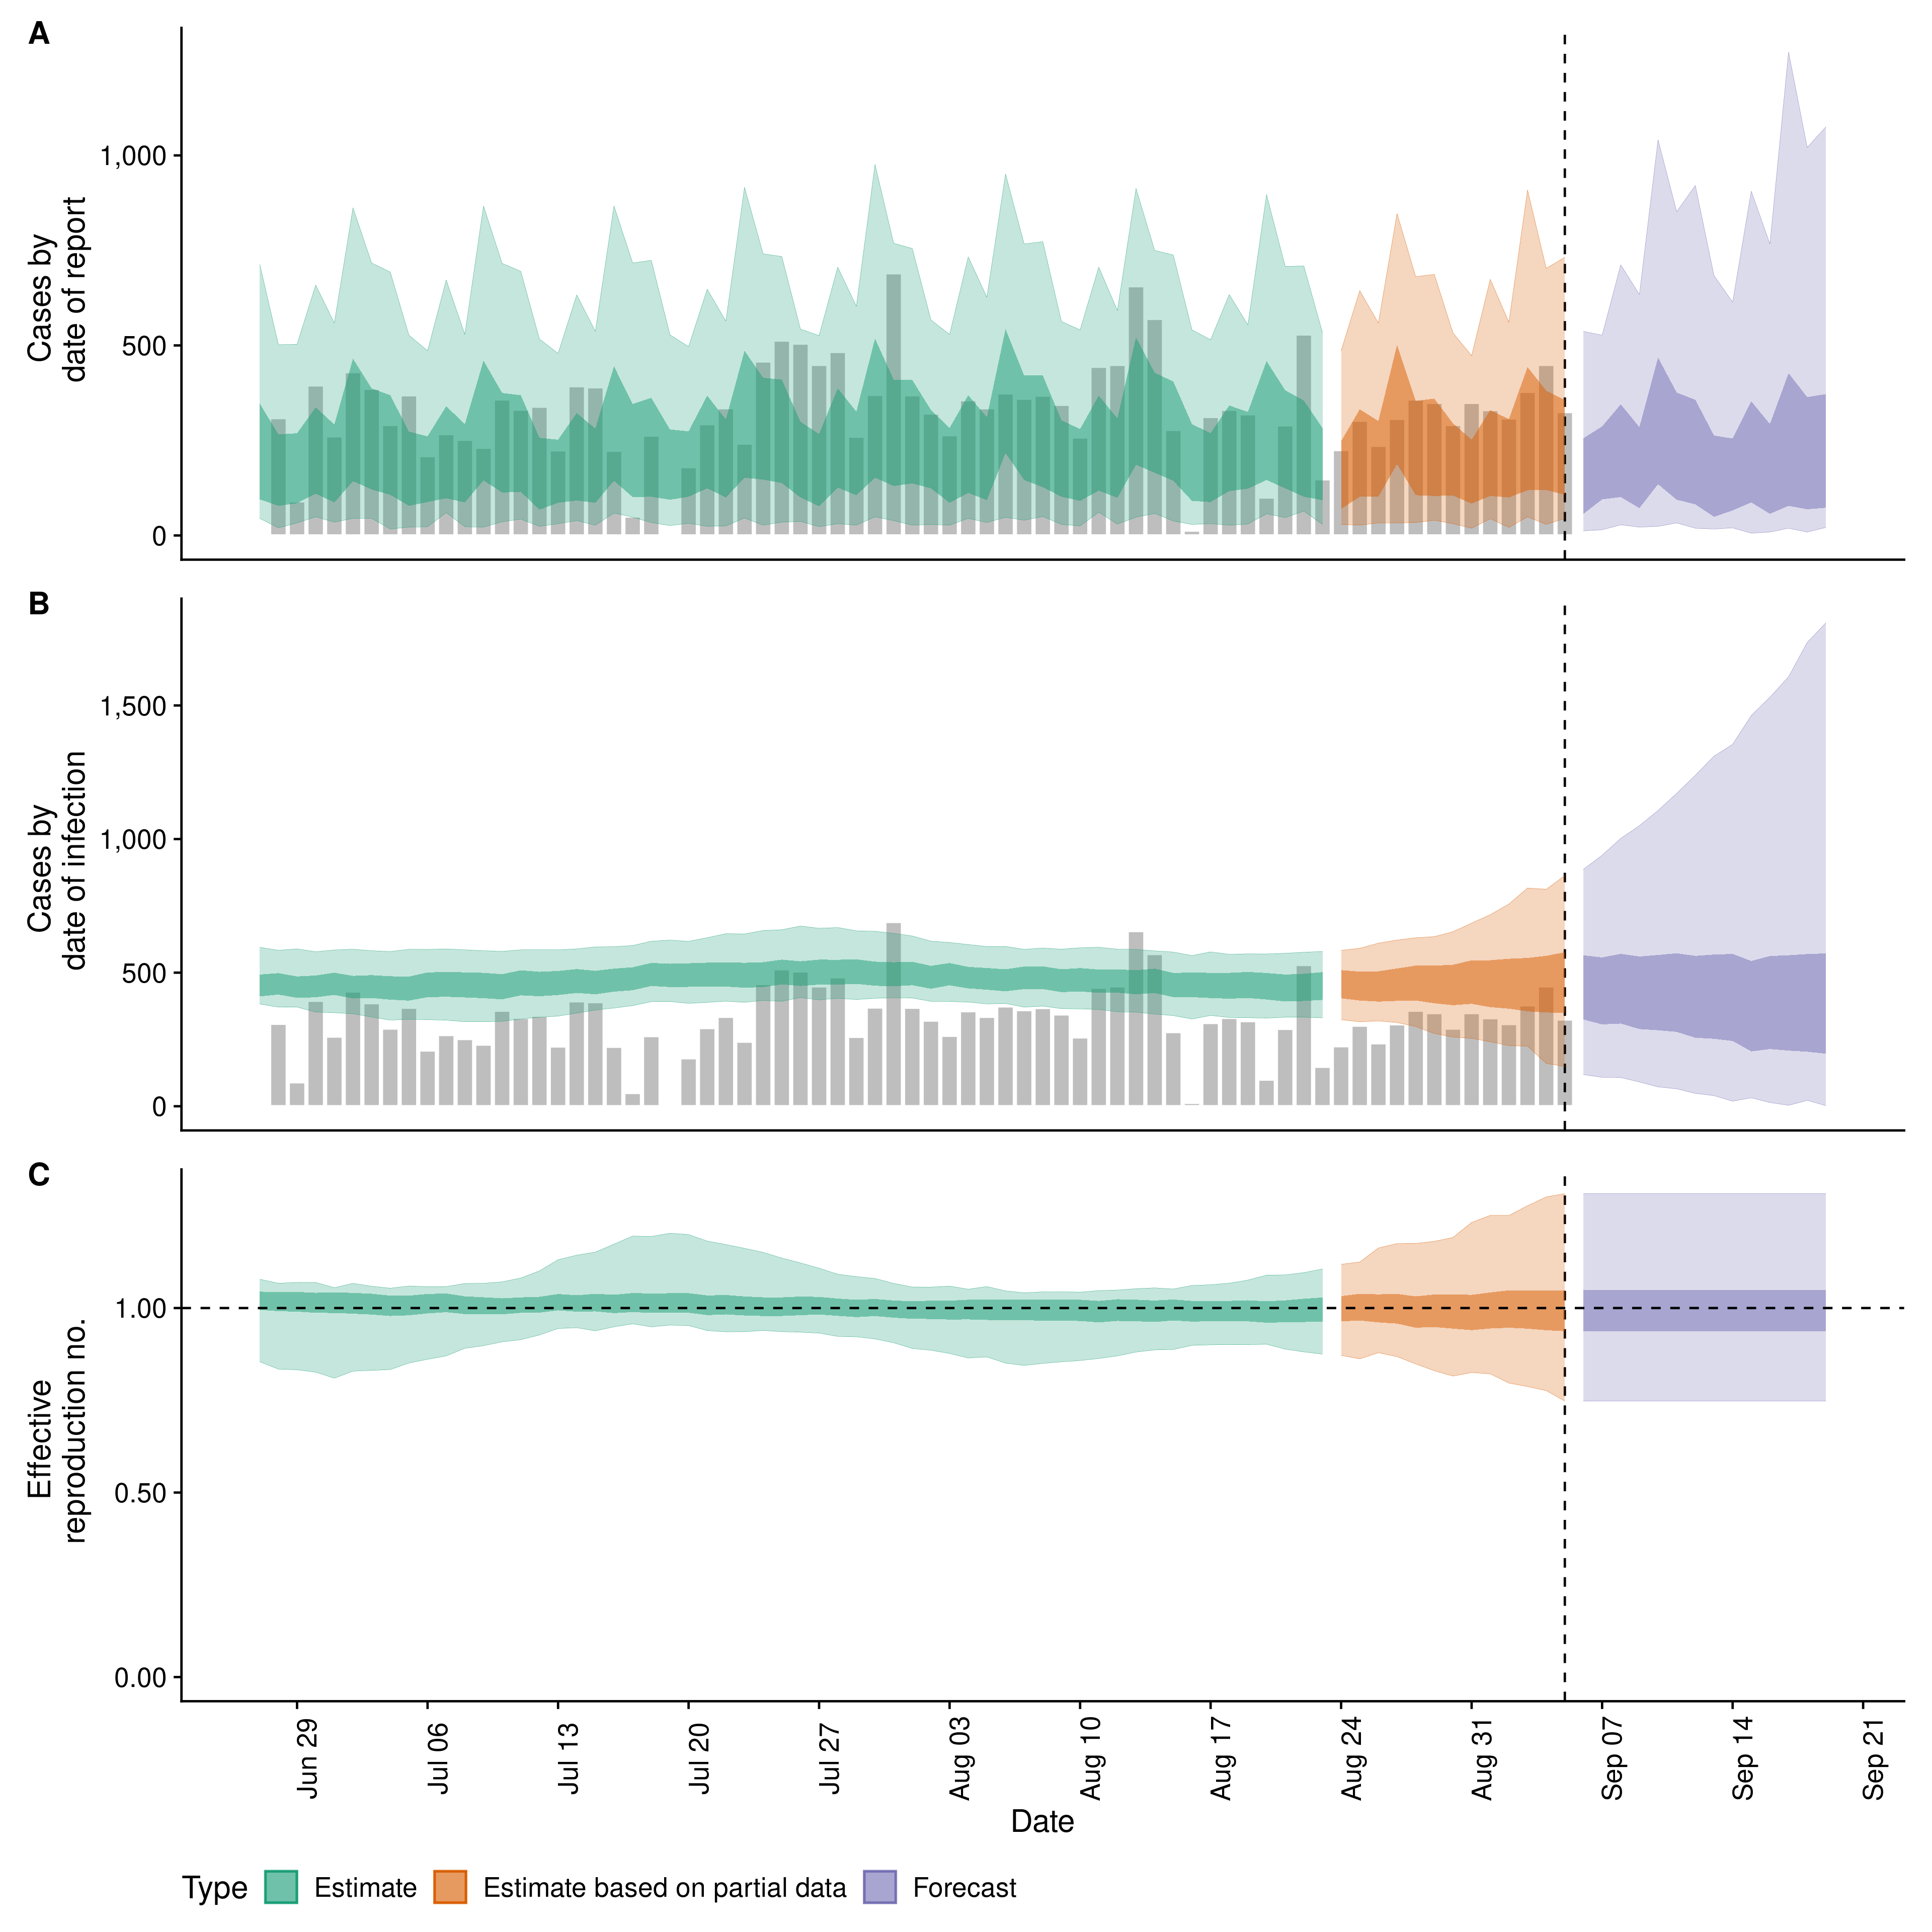 A
Cases by
date of report
1,000
500
0
B
Cases by
date of infection
1,500
1,000
500
0
C
Effective
reproduction no.
1.00
0.50
0.00
Jun 29
Jul 06
Jul 13
Jul 20
Jul 27
Aug 03
Aug 10
Aug 17
Aug 24
Aug 31
Sep 07
Sep 14
Sep 21
Date
Type Estimate Estimate based on partial data Forecast